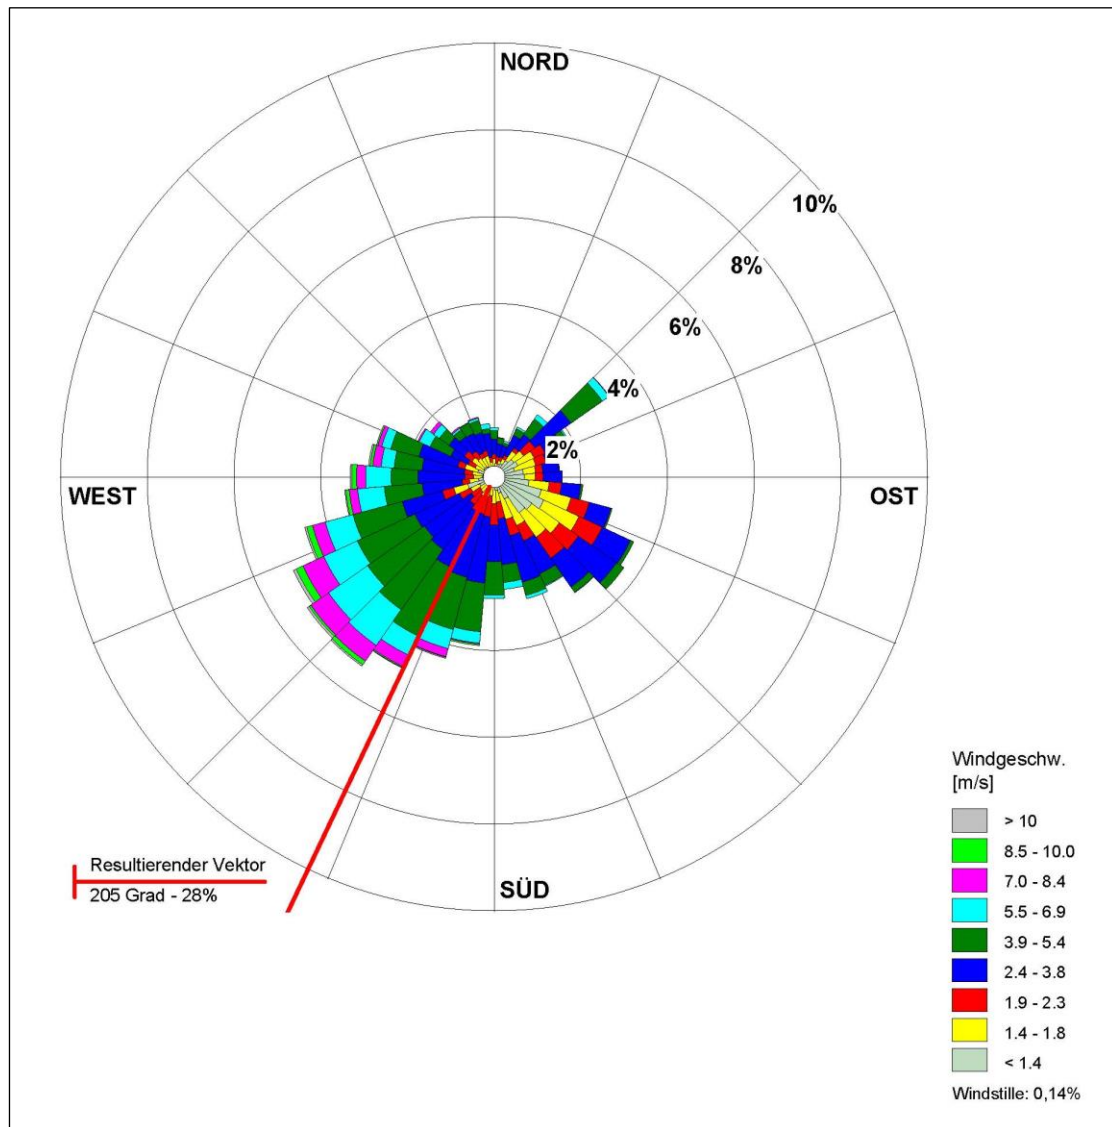 NORD
10%
8%
6%
4%
2%
WEST
OST
SÜD
Resultierender Vektor
205 Grad - 28%
Windgeschw.
[m/s]
> 10
8.5 - 10.0
7.0 - 8.4
5.5 - 6.9
3.9 - 5.4
2.4 - 3.8
1.9 - 2.3
1.4 - 1.8
< 1.4
Windstille: 0,14%